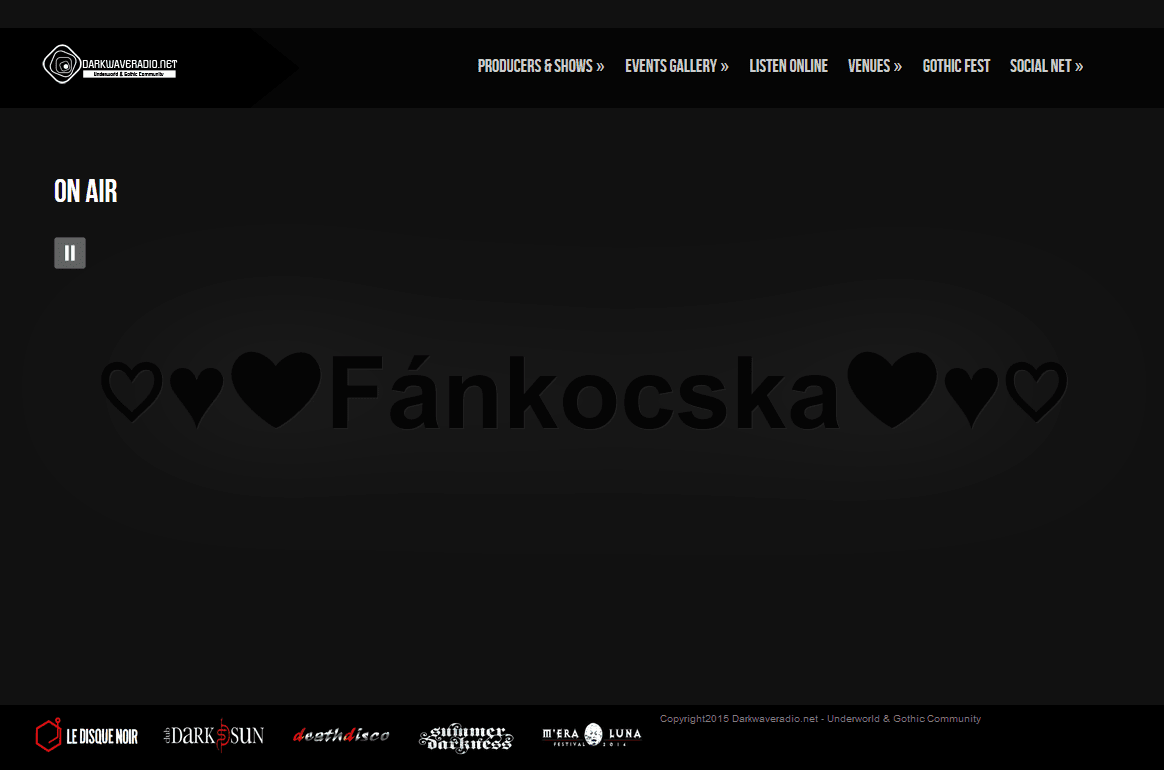 DARKWAVERADIO.NET
Underworld & Gothic Community
PRODUCERS & SHOWS » EVENTS GALLERY » LISTEN ONLINE VENUES » GOTHIC FEST SOCIAL NET »
ON AIR
♡♥❤Fánkocska❤♥♡
LE DISQUE NOIR
club DARK SUN
deathdisco
summer darkness
M'ERA LUNA
FESTIVAL 2014
Copyright2015 Darkwaveradio.net - Underworld & Gothic Community